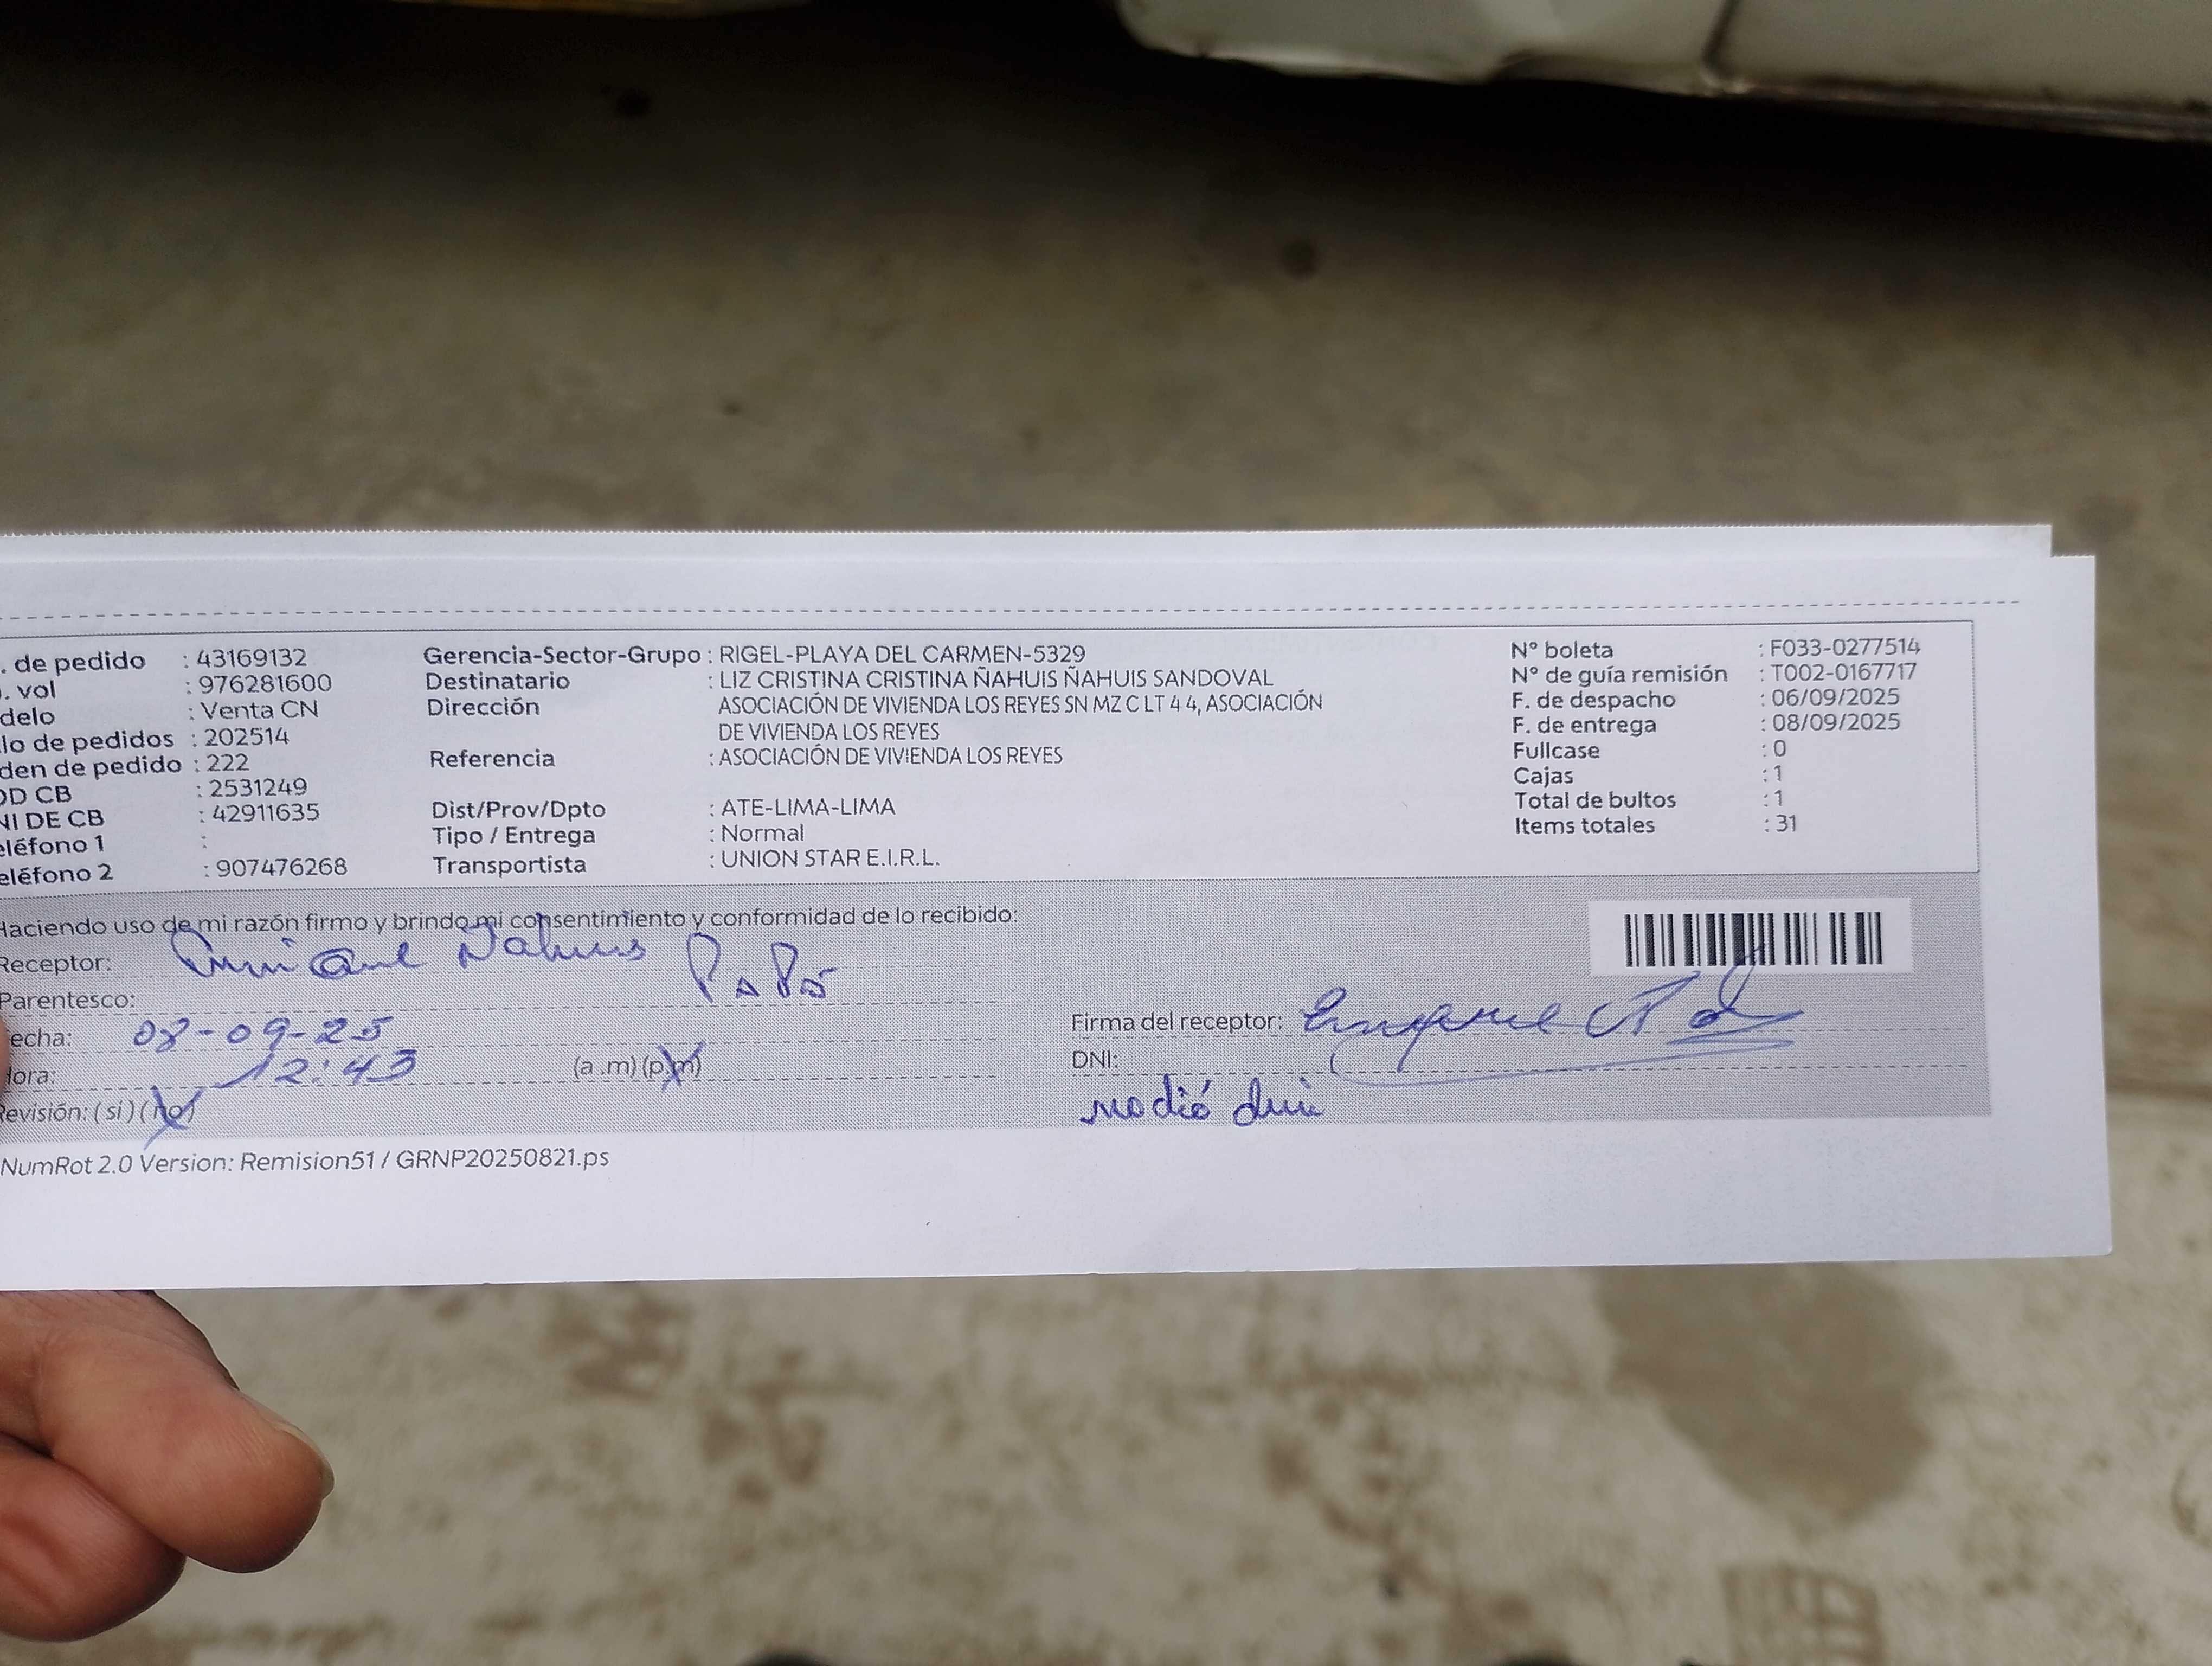 . de pedido : 43169132
. vol : 976281600
delo : Venta CN
lo de pedidos : 202514
den de pedido : 222
OD CB : 2531249
NI DE CB : 42911635
eléfono 1 :
eléfono 2 : 907476268
Gerencia-Sector-Grupo : RIGEL-PLAYA DEL CARMEN-5329
Destinatario : LIZ CRISTINA CRISTINA ÑAHUIS ÑAHUIS SANDOVAL
Dirección ASOCIACIÓN DE VIVIENDA LOS REYES SN MZ C LT 4 4, ASOCIACIÓN
DE VIVIENDA LOS REYES
Referencia : ASOCIACIÓN DE VIVIENDA LOS REYES
Dist/Prov/Dpto : ATE-LIMA-LIMA
Tipo / Entrega : Normal
Transportista : UNION STAR E.I.R.L.
N° boleta : F033-0277514
N° de guía remisión : T002-0167717
F. de despacho : 06/09/2025
F. de entrega : 08/09/2025
Fullcase : 0
Cajas : 1
Total de bultos : 1
Items totales : 31
Haciendo uso de mi razón firmo y brindo mi consentimiento y conformidad de lo recibido:
Receptor: Nahuis
Parentesco: PaPá
echa: 08-09-25
Hora: 12:43 (a .m) (p.m)
Revisión: ( si ) ( no )
Firma del receptor:
DNI:
no dió dni
NumRot 2.0 Version: Remision51 / GRNP20250821.ps